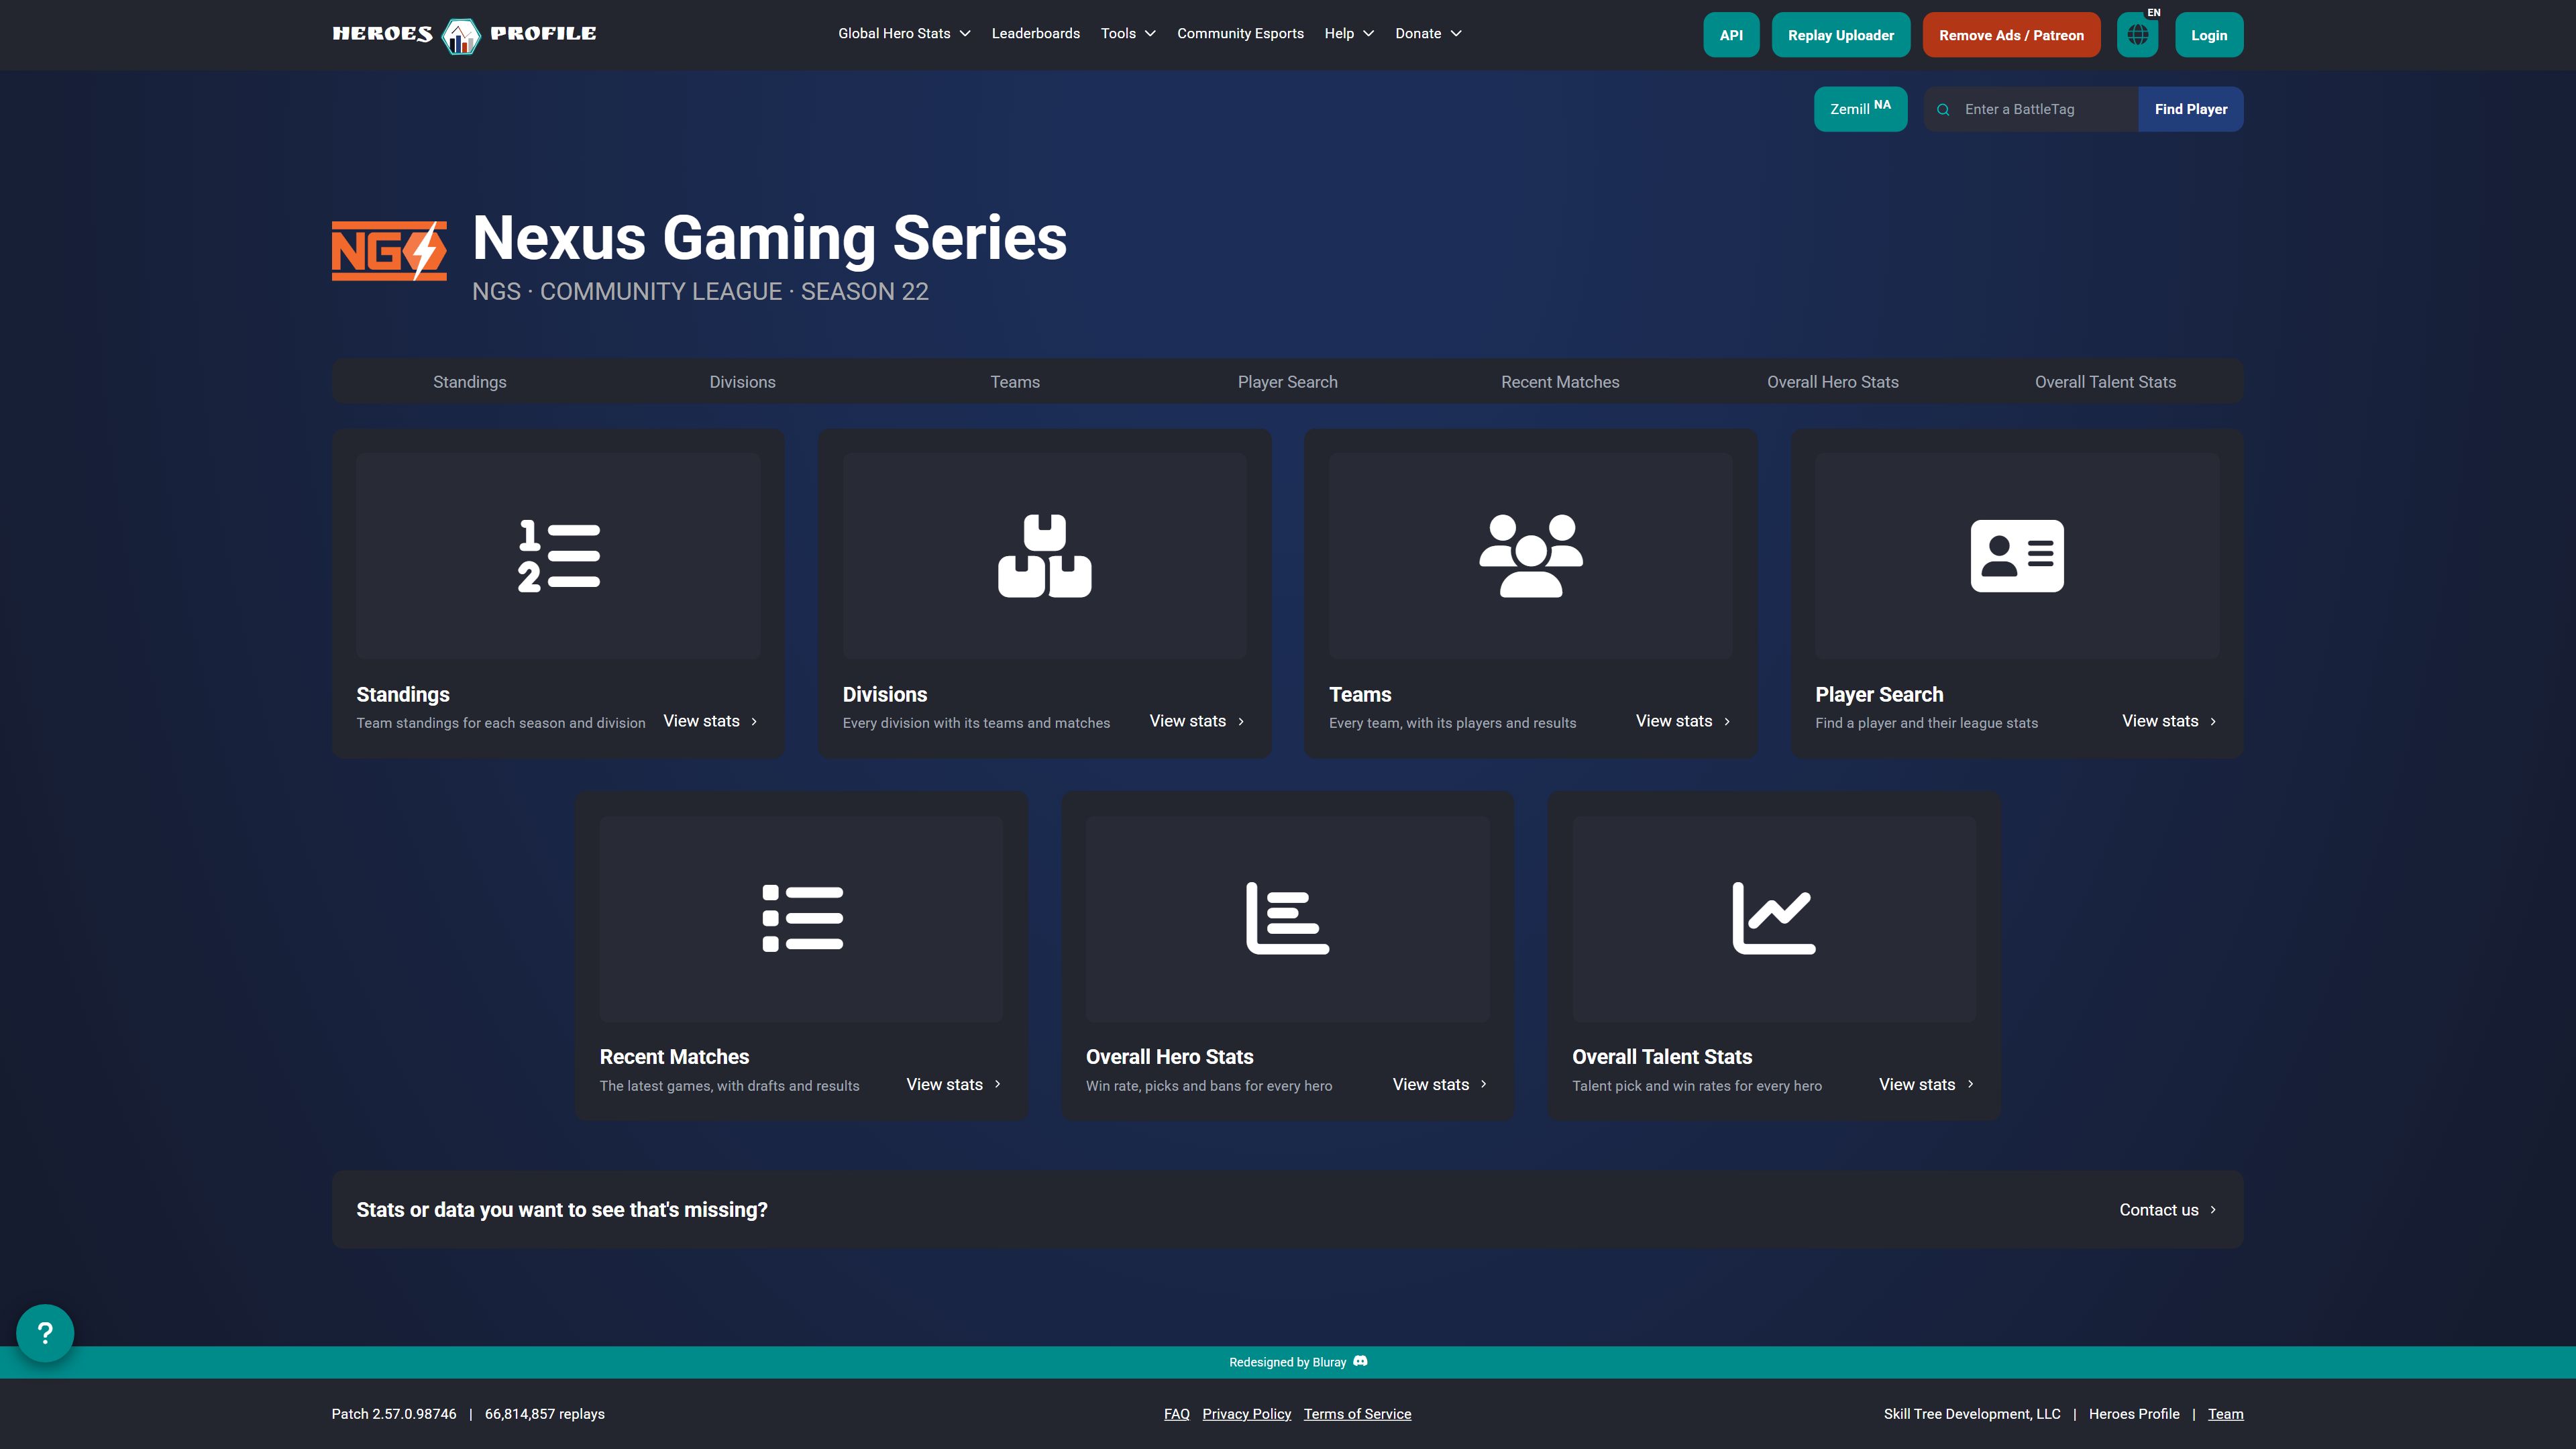 HEROES PROFILE
Global Hero Stats
Leaderboards
Tools
Community Esports
Help
Donate
API
Replay Uploader
Remove Ads / Patreon
EN
Login
Zemill NA
Enter a BattleTag
Find Player
NGS
Nexus Gaming Series
NGS · COMMUNITY LEAGUE · SEASON 22
Standings
Divisions
Teams
Player Search
Recent Matches
Overall Hero Stats
Overall Talent Stats
1
2
Standings
Team standings for each season and division
View stats
Divisions
Every division with its teams and matches
View stats
Teams
Every team, with its players and results
View stats
Player Search
Find a player and their league stats
View stats
Recent Matches
The latest games, with drafts and results
View stats
Overall Hero Stats
Win rate, picks and bans for every hero
View stats
Overall Talent Stats
Talent pick and win rates for every hero
View stats
Stats or data you want to see that's missing?
Contact us
?
Redesigned by Bluray
Patch 2.57.0.98746 | 66,814,857 replays
FAQ Privacy Policy Terms of Service
Skill Tree Development, LLC | Heroes Profile | Team